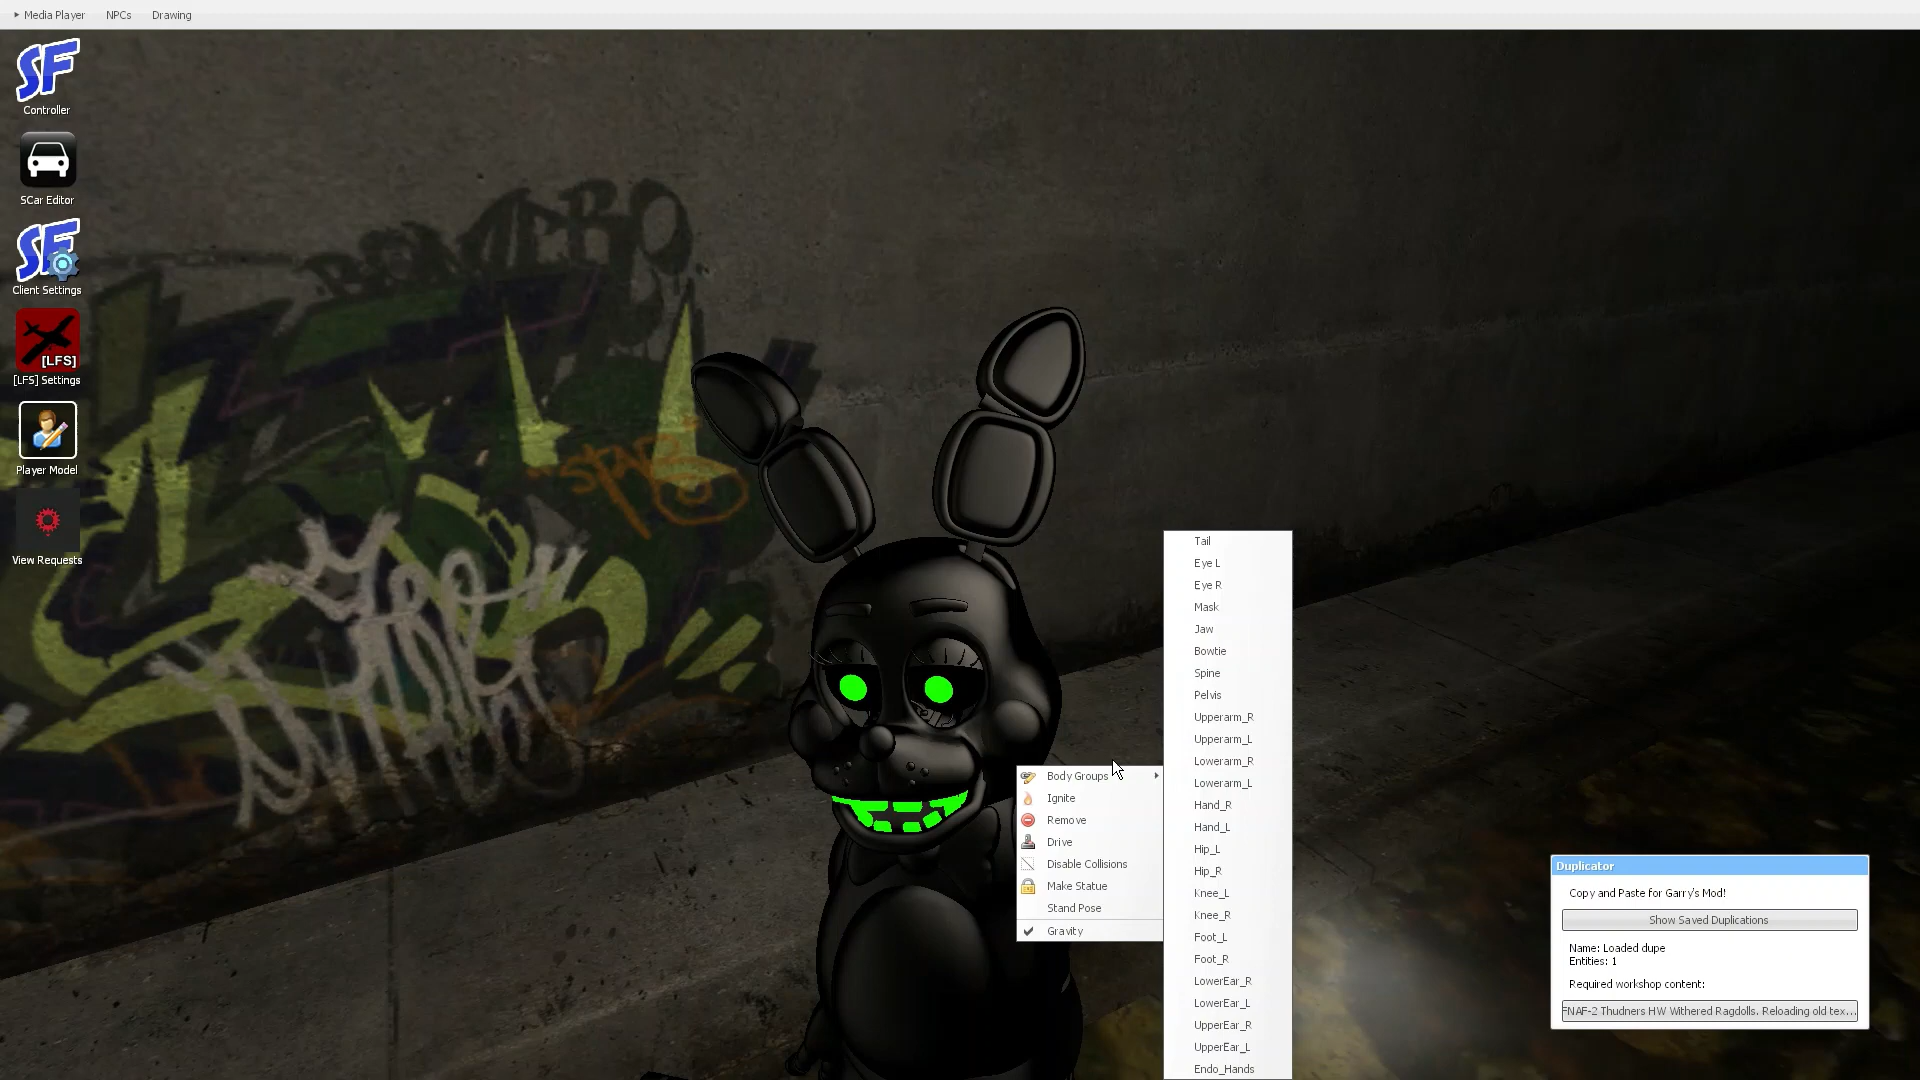 Media Player NPCs Drawing
SF
Controller
SCar Editor
SF
Client Settings
[LFS]
[LFS] Settings
Player Model
View Requests
Body Groups
Ignite
Remove
Drive
Disable Collisions
Make Statue
Stand Pose
Gravity
Tail
Eye L
Eye R
Mask
Jaw
Bowtie
Spine
Pelvis
Upperarm_R
Upperarm_L
Lowerarm_R
Lowerarm_L
Hand_R
Hand_L
Hip_L
Hip_R
Knee_L
Knee_R
Foot_L
Foot_R
LowerEar_R
LowerEar_L
UpperEar_R
UpperEar_L
Endo_Hands
Duplicator
Copy and Paste for Garry's Mod!
Show Saved Duplications
Name: Loaded dupe
Entities: 1
Required workshop content:
FNAF-2 Thudners HW Withered Ragdolls. Reloading old tex...